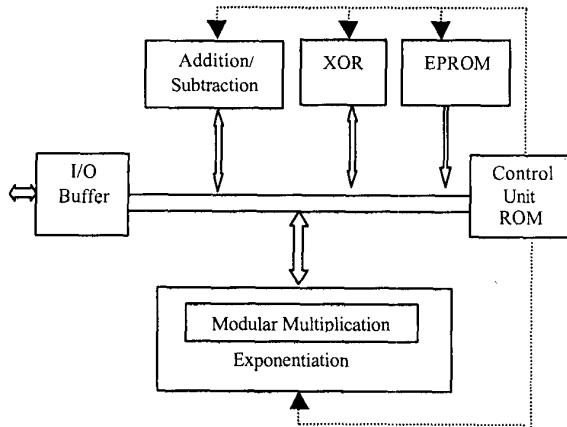 Addition/
Subtraction
XOR
EPROM
I/O
Buffer
Control
Unit
ROM
Modular Multiplication
Exponentiation